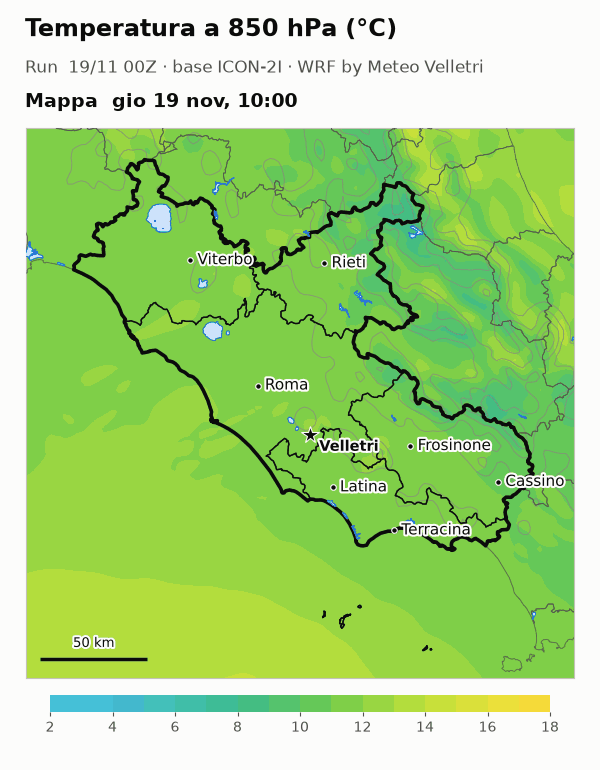 Temperatura a 850 hPa (°C)
Run  19/11 00Z · base ICON-2I · WRF by Meteo Velletri
Mappa  gio 19 nov, 10:00
Viterbo
Rieti
Roma
Velletri
Frosinone
Latina
Cassino
Terracina
50 km
2 4 6 8 10 12 14 16 18